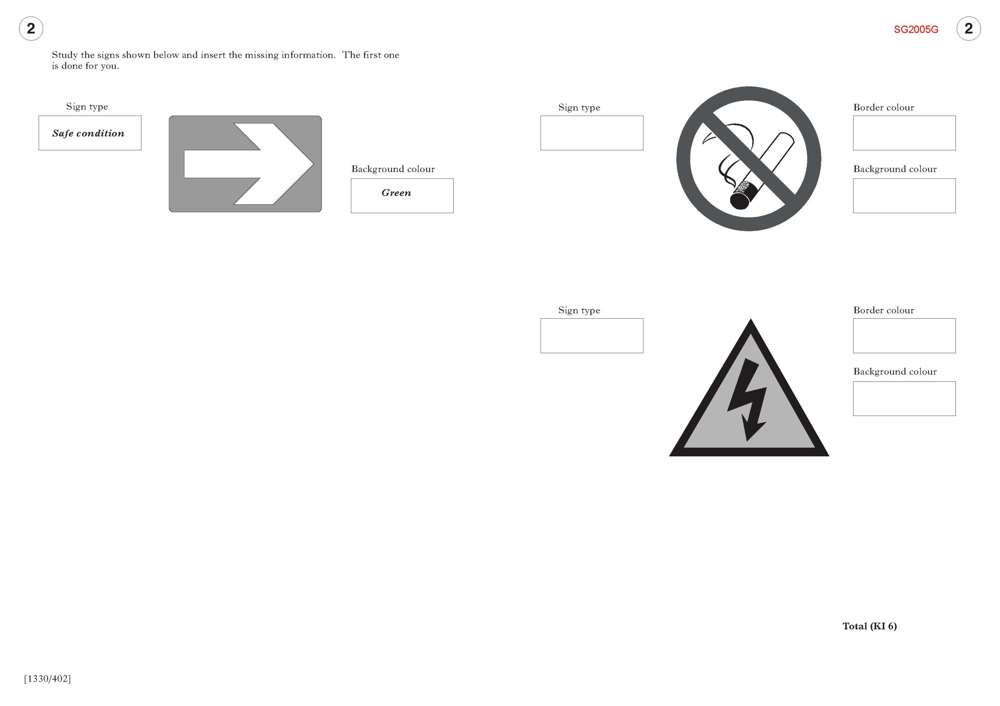 2
SG2005G
2
Study the signs shown below and insert the missing information. The first one
is done for you.
Sign type
Safe condition
Background colour
Green
Sign type
Border colour
Background colour
Sign type
Border colour
Background colour
Total (KI 6)
[1330/402]